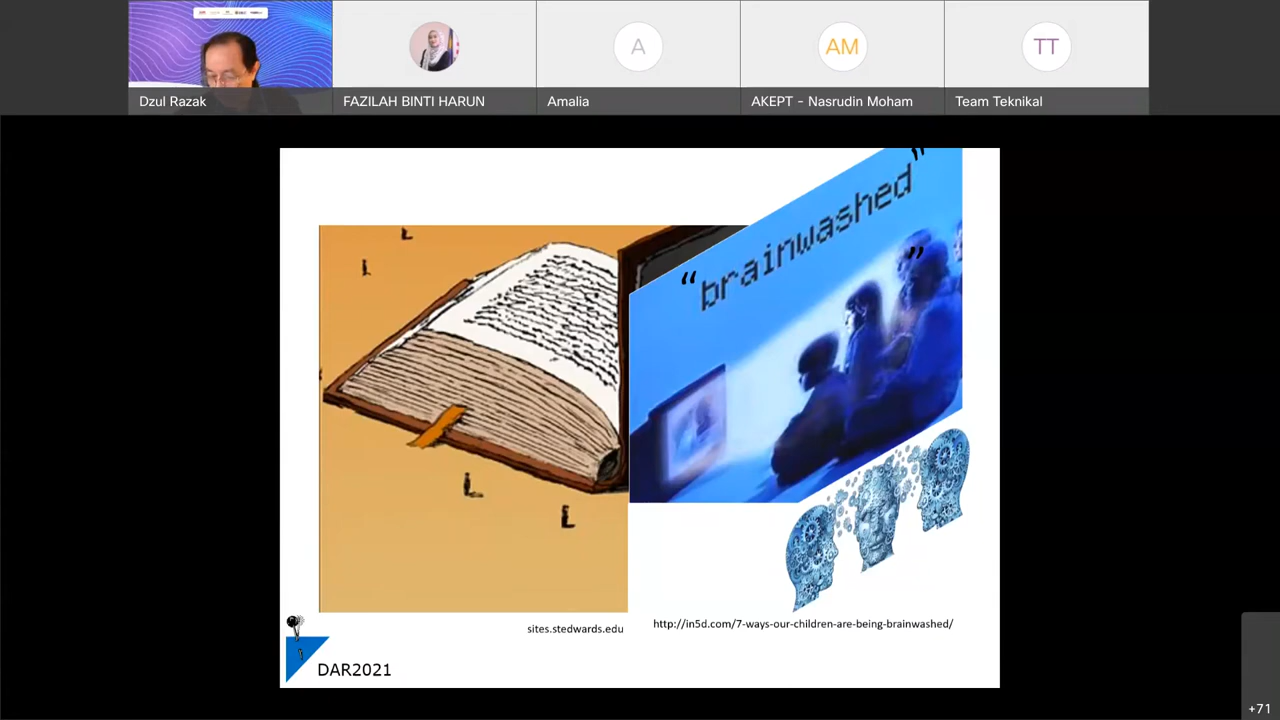 Dzul Razak
FAZILAH BINTI HARUN
A
Amalia
AM
AKEPT - Nasrudin Moham
TT
Team Teknikal
“brainwashed”
”
sites.stedwards.edu
http://in5d.com/7-ways-our-children-are-being-brainwashed/
DAR2021
+71